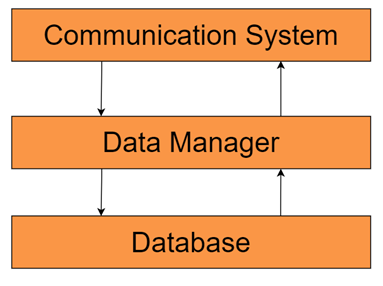 Communication System
Data Manager
Database